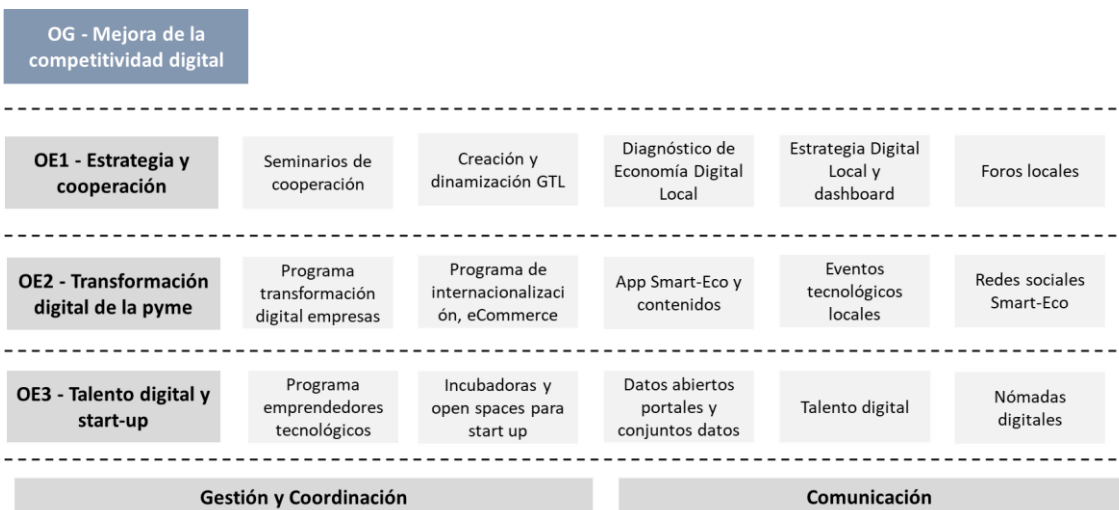 OG - Mejora de la
competitividad digital
OE1 - Estrategia y
cooperación
Seminarios de
cooperación
Creación y
dinamización GTL
Diagnóstico de
Economía Digital
Local
Estrategia Digital
Local y
dashboard
Foros locales
OE2 - Transformación
digital de la pyme
Programa
transformación
digital empresas
Programa de
internacionalizaci
ón, eCommerce
App Smart-Eco y
contenidos
Eventos
tecnológicos
locales
Redes sociales
Smart-Eco
OE3 - Talento digital y
start-up
Programa
emprendedores
tecnológicos
Incubadoras y
open spaces para
start up
Datos abiertos
portales y
conjuntos datos
Talento digital
Nómadas
digitales
Gestión y Coordinación
Comunicación